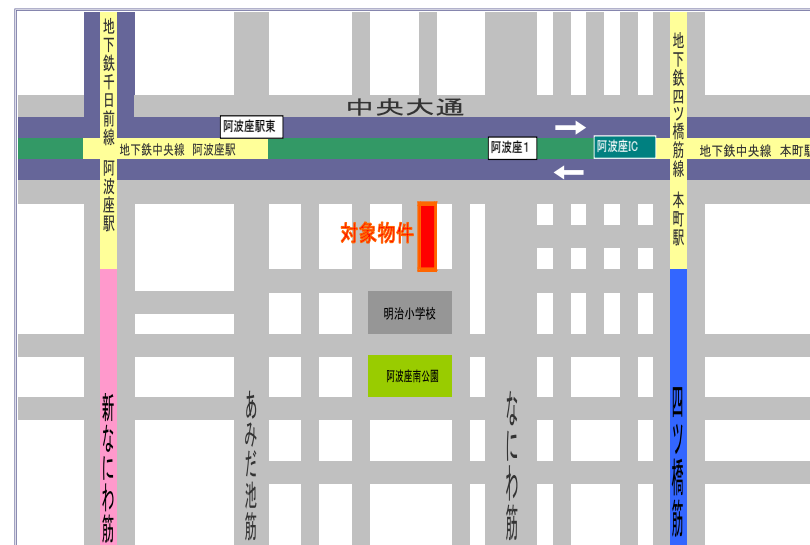 地下鉄千日前線 阿波座駅
地下鉄四ツ橋筋線 本町駅
中央大通
阿波座駅東
地下鉄中央線 阿波座駅
阿波座1
阿波座IC
地下鉄中央線 本町駅
対象物件
明治小学校
阿波座南公園
新なにわ筋
あみだ池筋
なにわ筋
四ツ橋筋